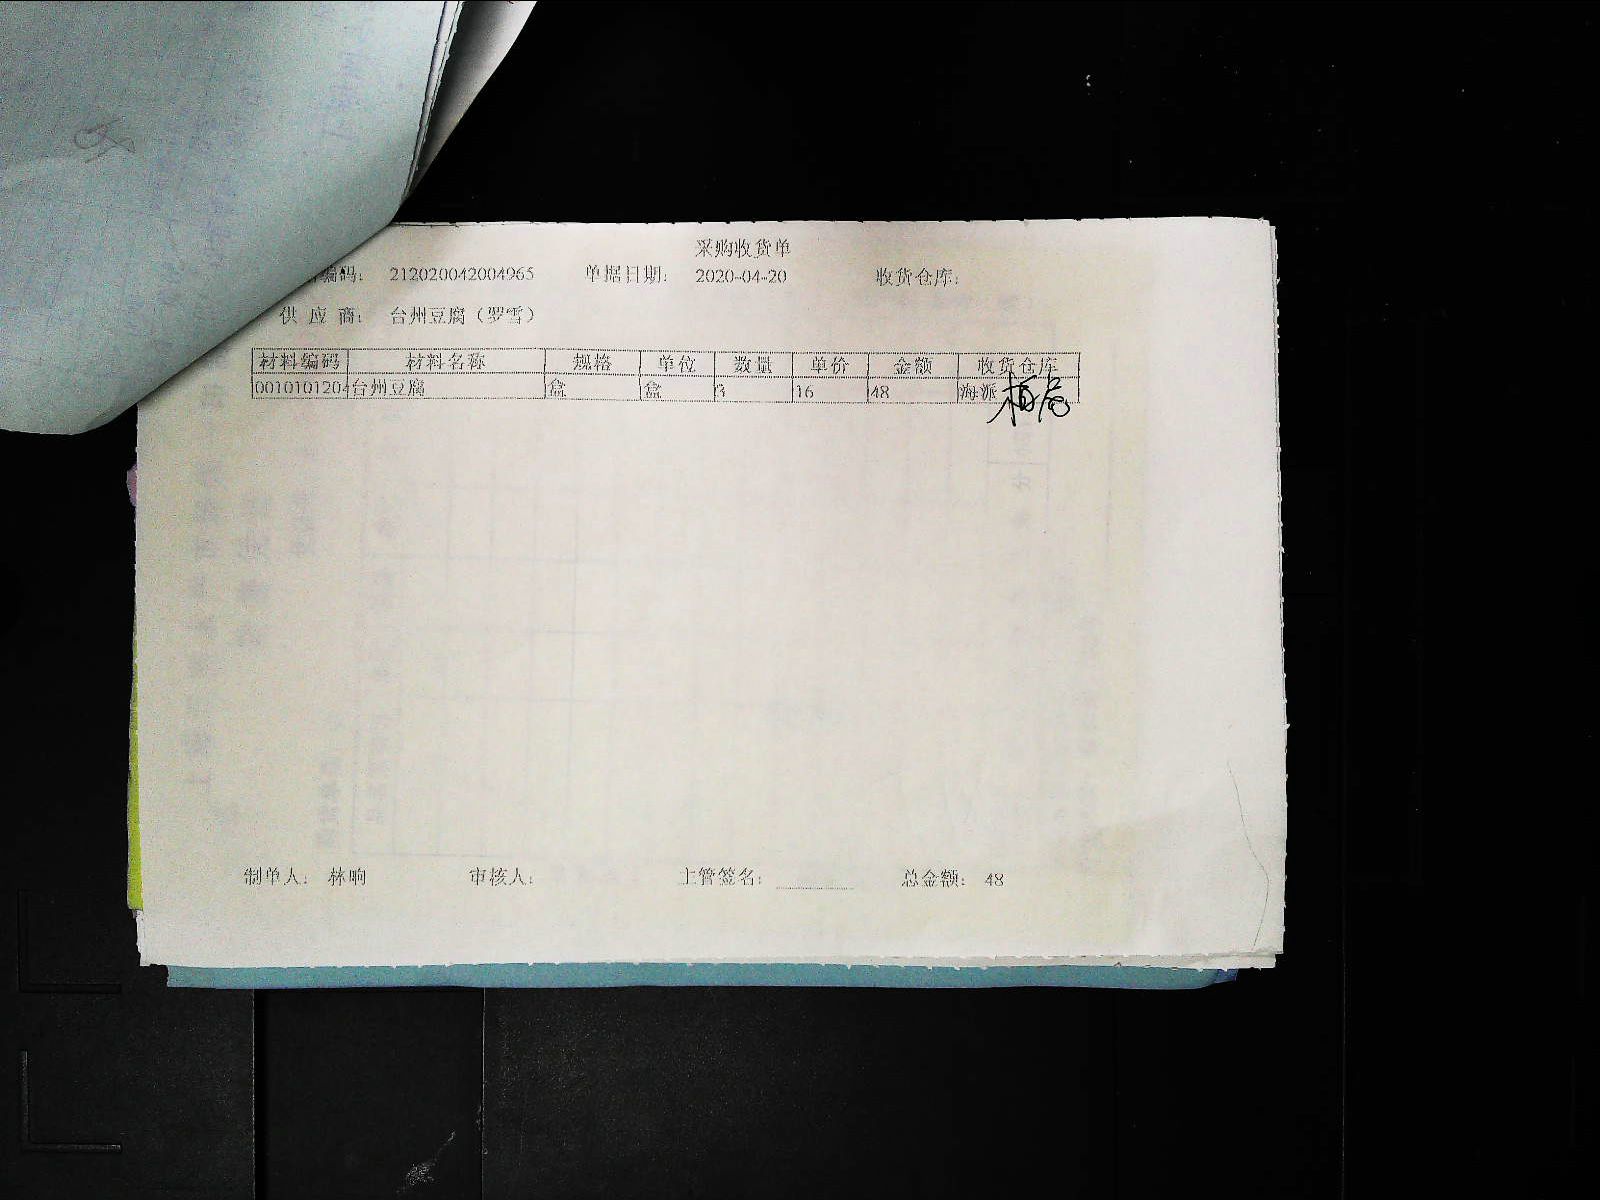 采购收货单
编码： 212020042004965 单据日期： 2020-04-20 收货仓库：
供 应 商： 台州豆腐（罗雪）
材料编码 材料名称 规格 单位 数量 单价 金额 收货仓库
0010101204 台州豆腐 盒 盒 3 16 48 海派
制单人： 林响 审核人： 主管签名： 总金额： 48